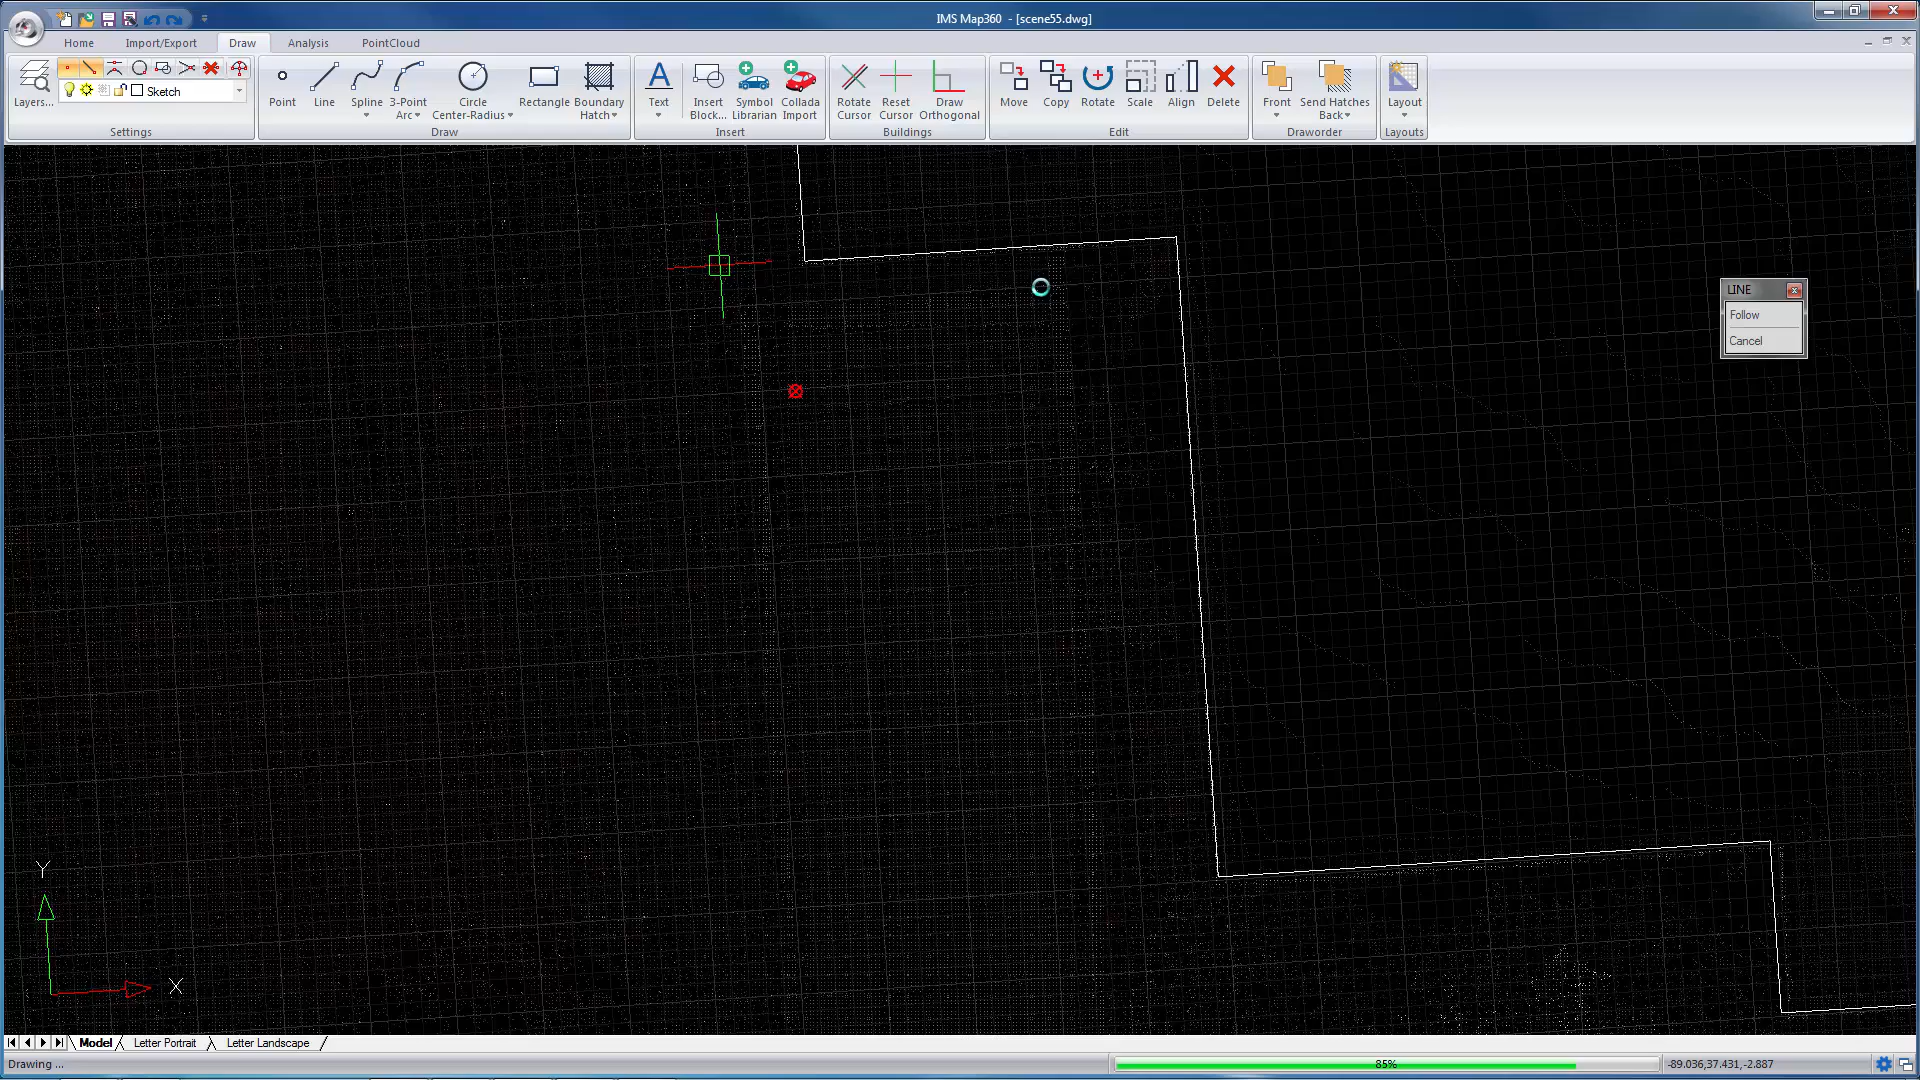 IMS Map360 - [scene55.dwg]
Home Import/Export Draw Analysis PointCloud
Layers...
Sketch
Settings
Point
Line
Spline
3-Point
Arc
Circle
Center-Radius
Rectangle
Boundary
Hatch
Draw
Text
Insert
Block...
Symbol
Librarian
Collada
Import
Insert
Rotate
Cursor
Reset
Cursor
Draw
Orthogonal
Buildings
Move
Copy
Rotate
Scale
Align
Delete
Edit
Front
Send Hatches
Back
Draworder
Layout
Layouts
LINE
Follow
Cancel
Y
X
Model Letter Portrait Letter Landscape
Drawing ...
85%
-89.036,37.431,-2.887